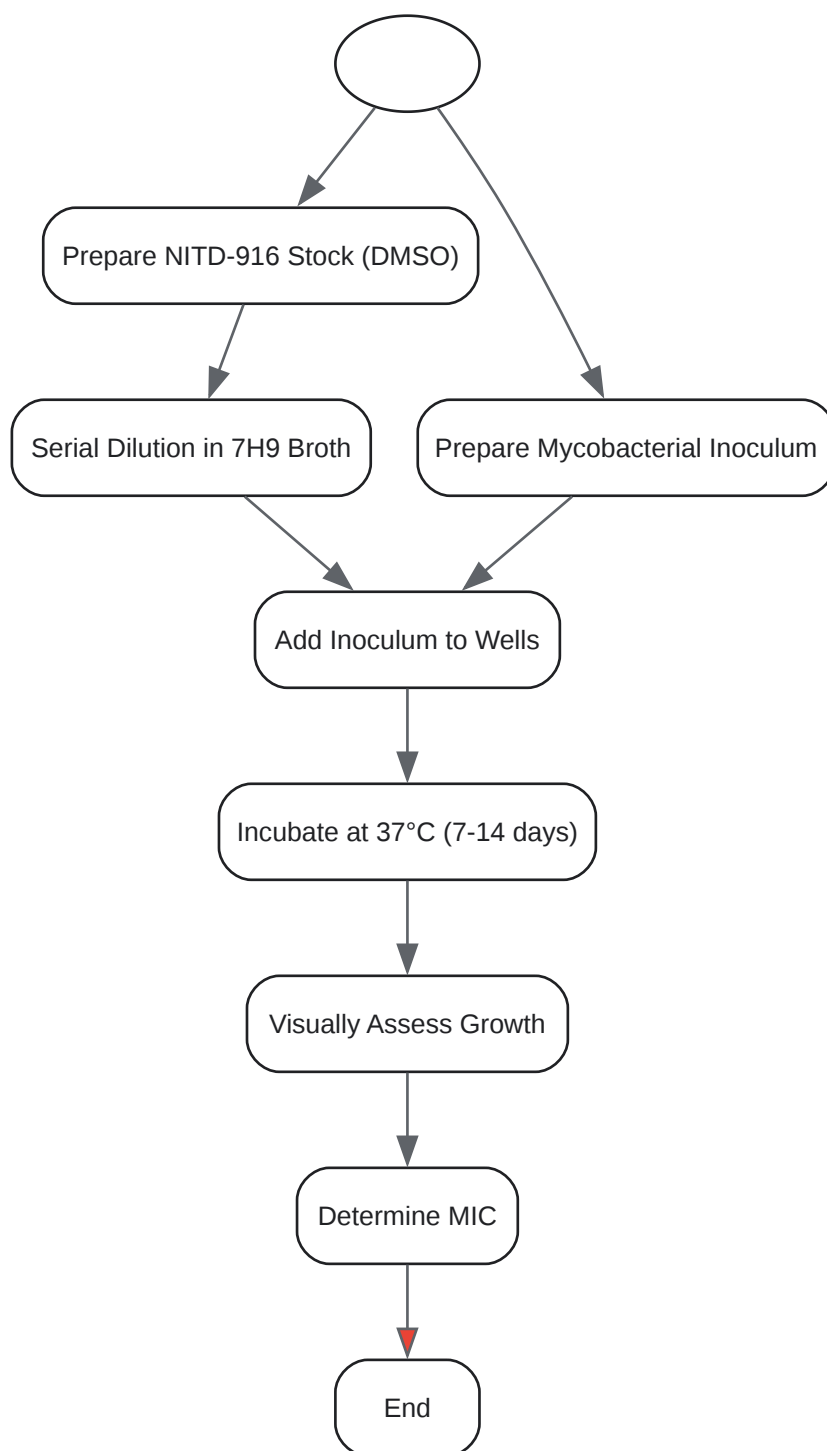 Prepare NITD-916 Stock (DMSO)
Serial Dilution in 7H9 Broth
Prepare Mycobacterial Inoculum
Add Inoculum to Wells
Incubate at 37°C (7-14 days)
Visually Assess Growth
Determine MIC
End